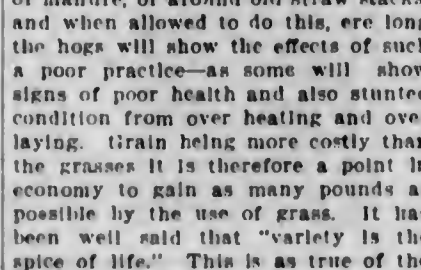 of manure, or around old straw stacks
and when allowed to do this, ere long
the hogs will show the effects of such
a poor practice—as some will show
signs of poor health and also stunted
condition from over heating and ove
laying. Grain being more costly than
the grasses it is therefore a point in
economy to gain as many pounds a
possible by the use of grass. It ha
been well said that "variety is the
spice of life." This is as true of the